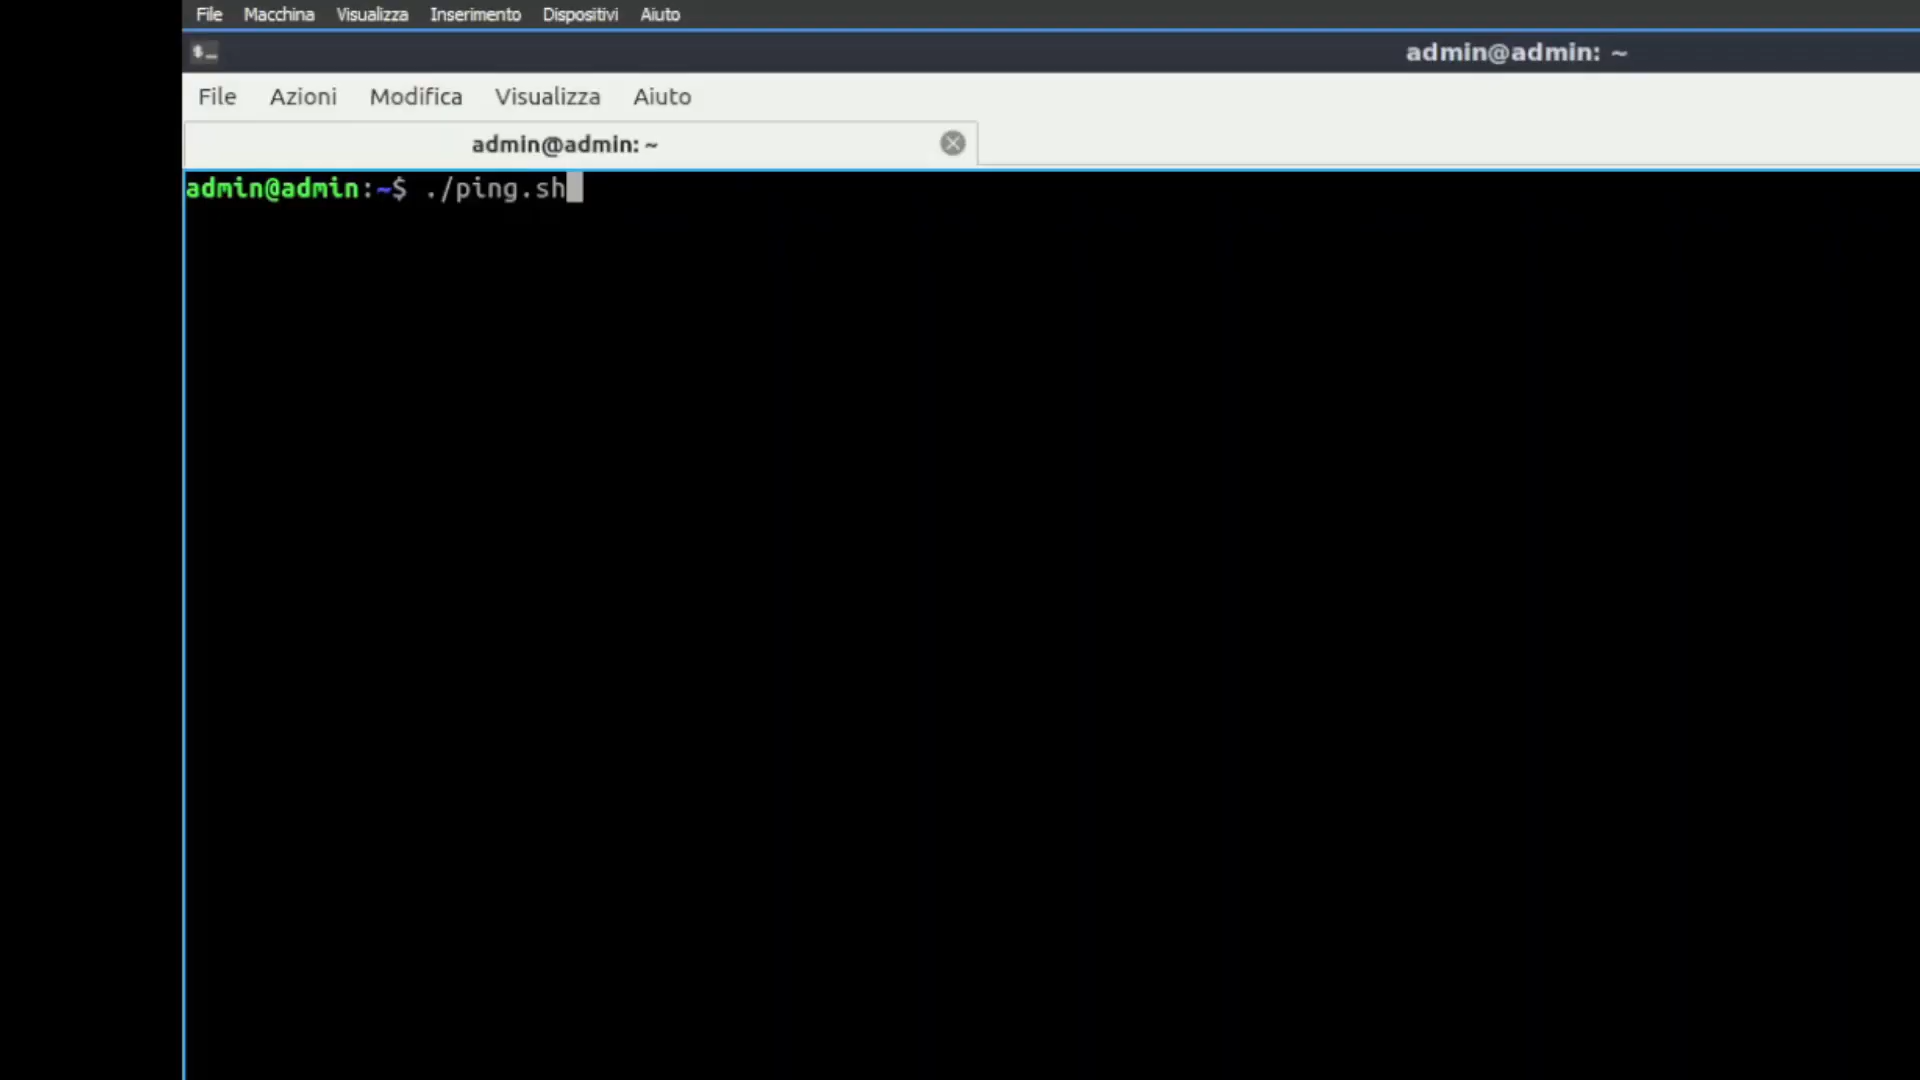 File Macchina Visualizza Inserimento Dispositivi Aiuto
$_
admin@admin: ~
File Azioni Modifica Visualizza Aiuto
admin@admin: ~
admin@admin:~$ ./ping.sh